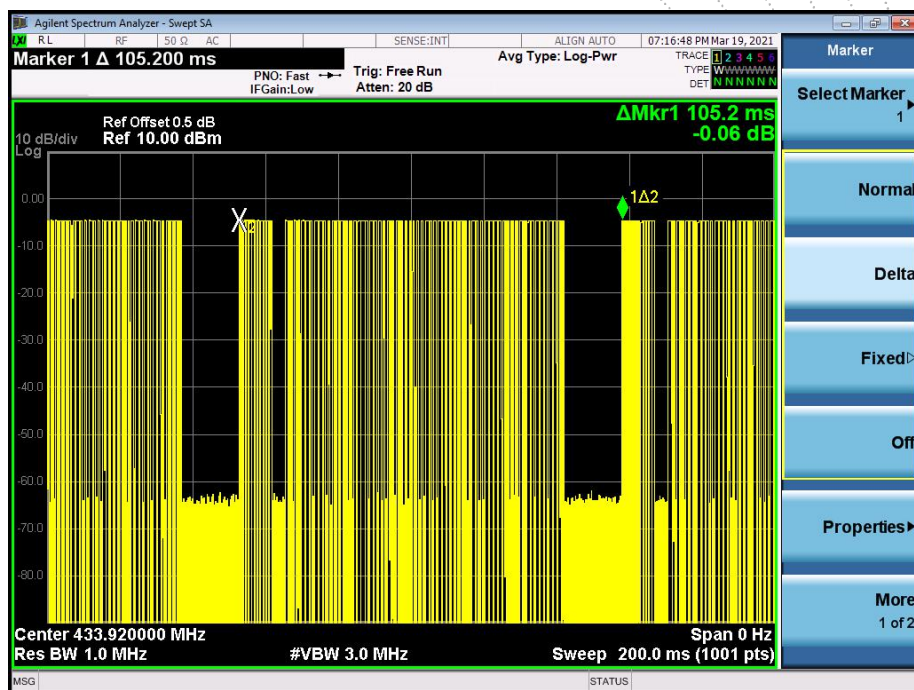 Agilent Spectrum Analyzer - Swept SA
LXI RL RF 50 Ω AC SENSE:INT ALIGN AUTO 07:16:48 PM Mar 19, 2021
Marker 1 Δ 105.200 ms
PNO: Fast
IFGain:Low
Trig: Free Run
Atten: 20 dB
Avg Type: Log-Pwr
TRACE 1 2 3 4 5 6
TYPE WWWWWW
DET N N N N N N
Ref Offset 0.5 dB
10 dB/div Ref 10.00 dBm
Log
ΔMkr1 105.2 ms
-0.06 dB
0.00
-10.0
-20.0
-30.0
-40.0
-50.0
-60.0
-70.0
-80.0
X2
1Δ2
Center 433.920000 MHz
Span 0 Hz
Res BW 1.0 MHz
#VBW 3.0 MHz
Sweep 200.0 ms (1001 pts)
MSG
STATUS
Marker
Select Marker
1
Normal
Delta
Fixed
Off
Properties
More
1 of 2